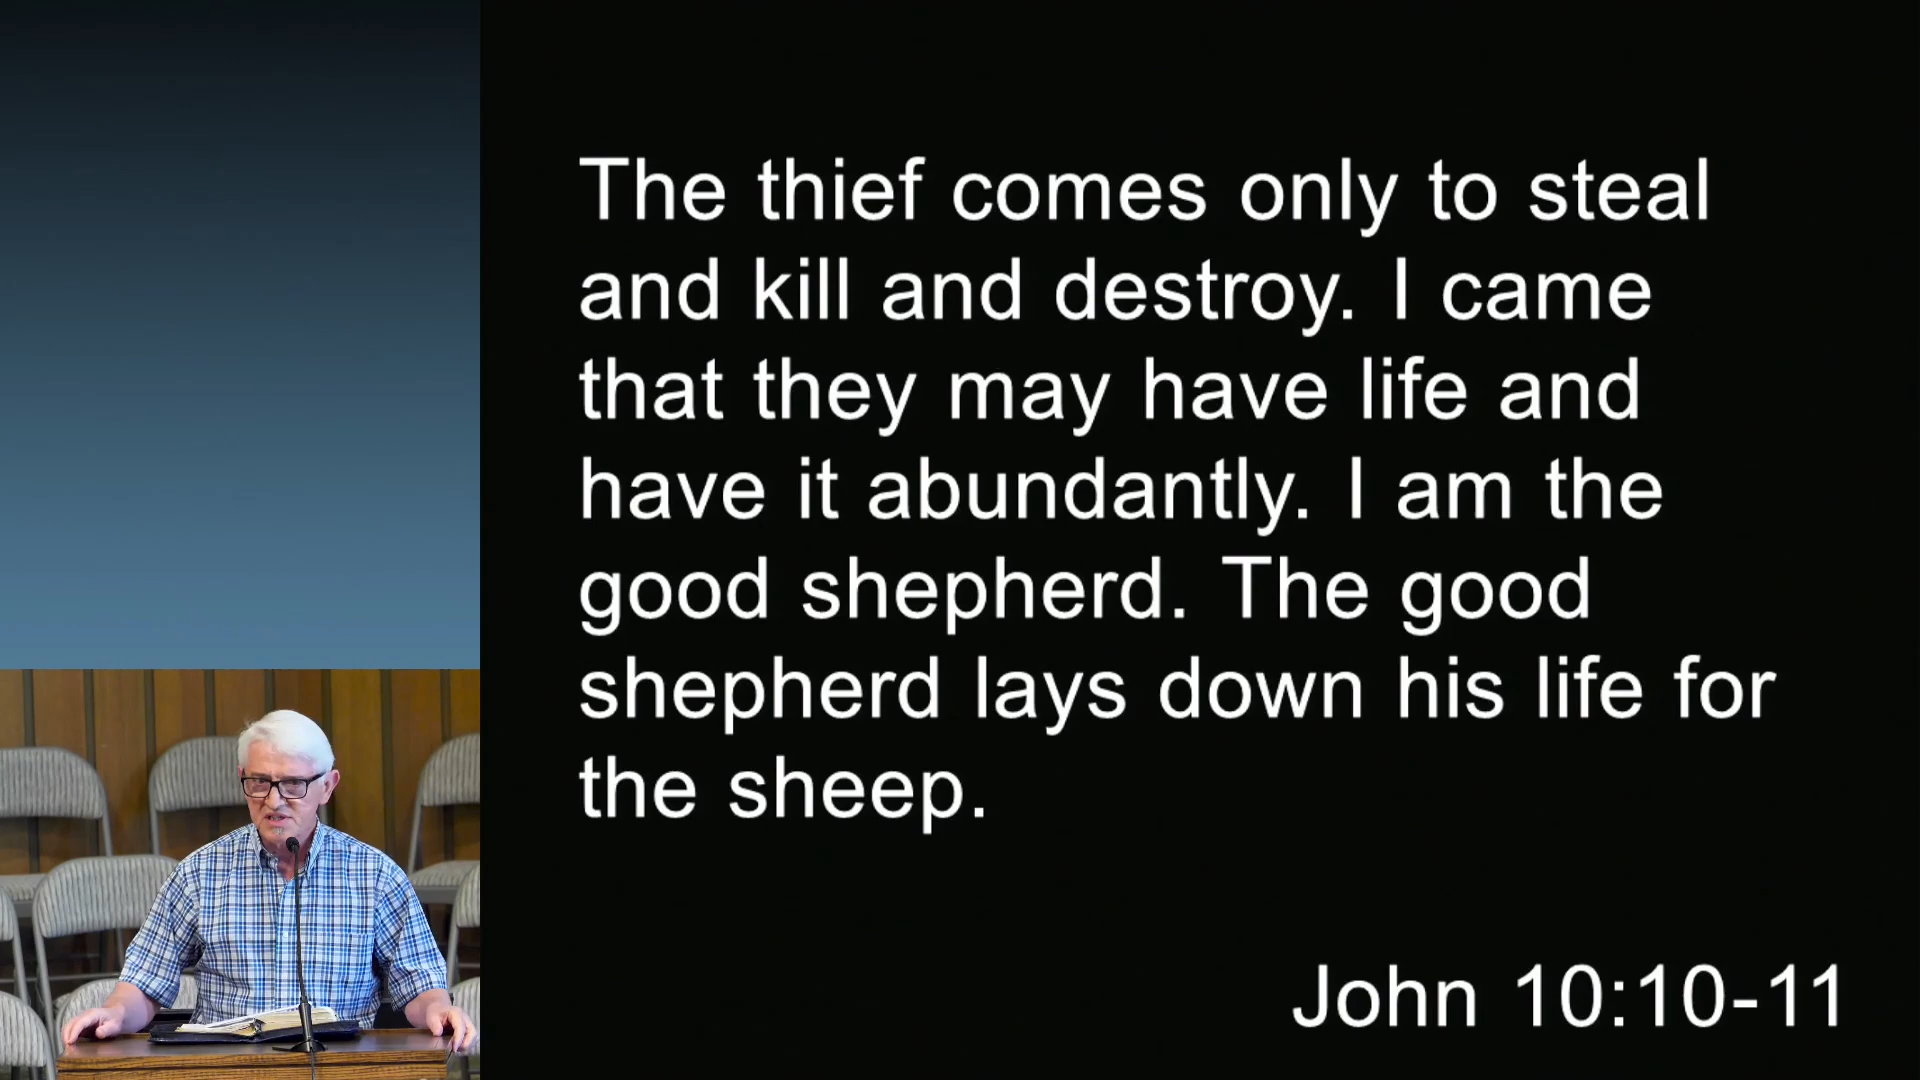 The thief comes only to steal
and kill and destroy. I came
that they may have life and
have it abundantly. I am the
good shepherd. The good
shepherd lays down his life for
the sheep.
John 10:10-11